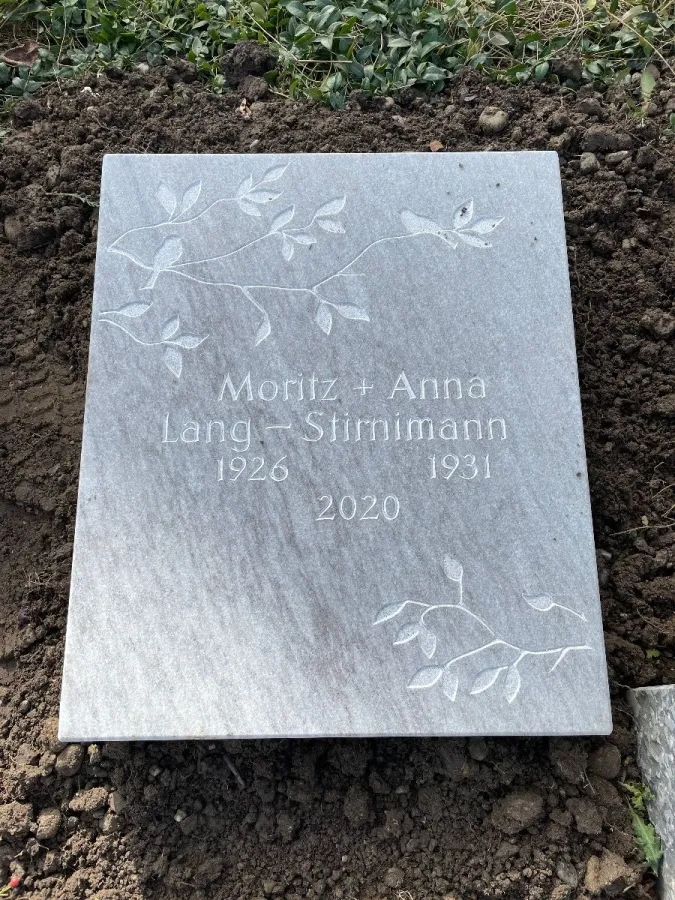 Moritz + Anna
Lang – Stirnimann
1926 1931
2020